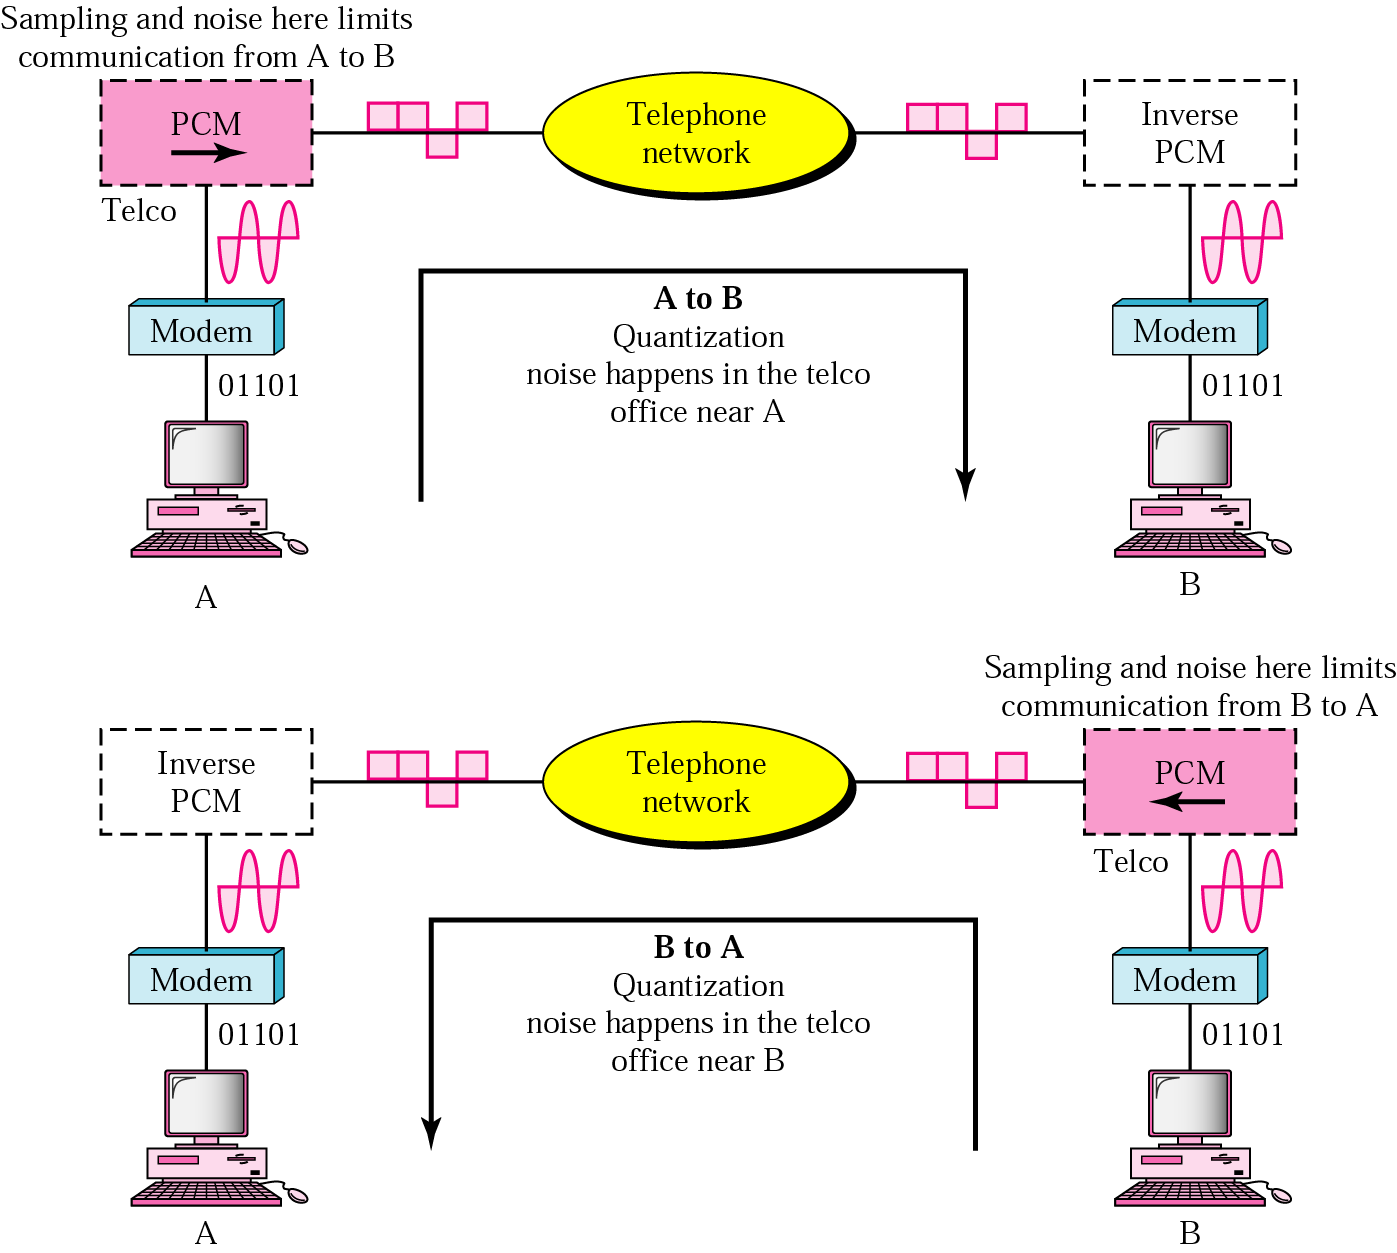 Sampling and noise here limits
communication from A to B
PCM
Telephone
network
Inverse
PCM
Telco
A to B
Quantization
noise happens in the telco
office near A
Modem
Modem
01101
01101
A
B
Sampling and noise here limits
communication from B to A
Inverse
PCM
Telephone
network
PCM
Telco
B to A
Quantization
noise happens in the telco
office near B
Modem
Modem
01101
01101
A
B